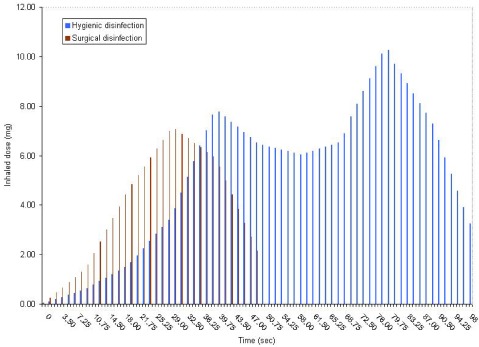 12.00
Hygienic disinfection
Surgical disinfection
10.00
8.00
6.00
4.00
2.00
0.00
Inhaled dose (mg)
0 3.50 7.25 10.75 14.50 18.00 21.75 25.25 29.00 32.50 36.25 39.75 43.50 47.00 50.75 54.25 58.00 61.50 65.25 68.75 72.50 76.00 79.75 83.25 87.00 90.50 94.25 98
Time (sec)